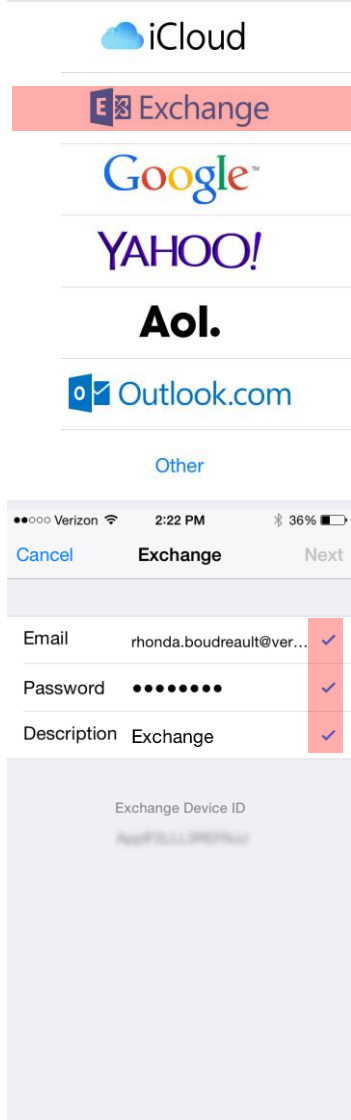 iCloud
Exchange
Google™
YAHOO!
Aol.
Outlook.com
Other
Verizon 2:22 PM 36%
Cancel Exchange Next
Email rhonda.boudreault@ver...
Password ●●●●●●●●
Description Exchange
Exchange Device ID